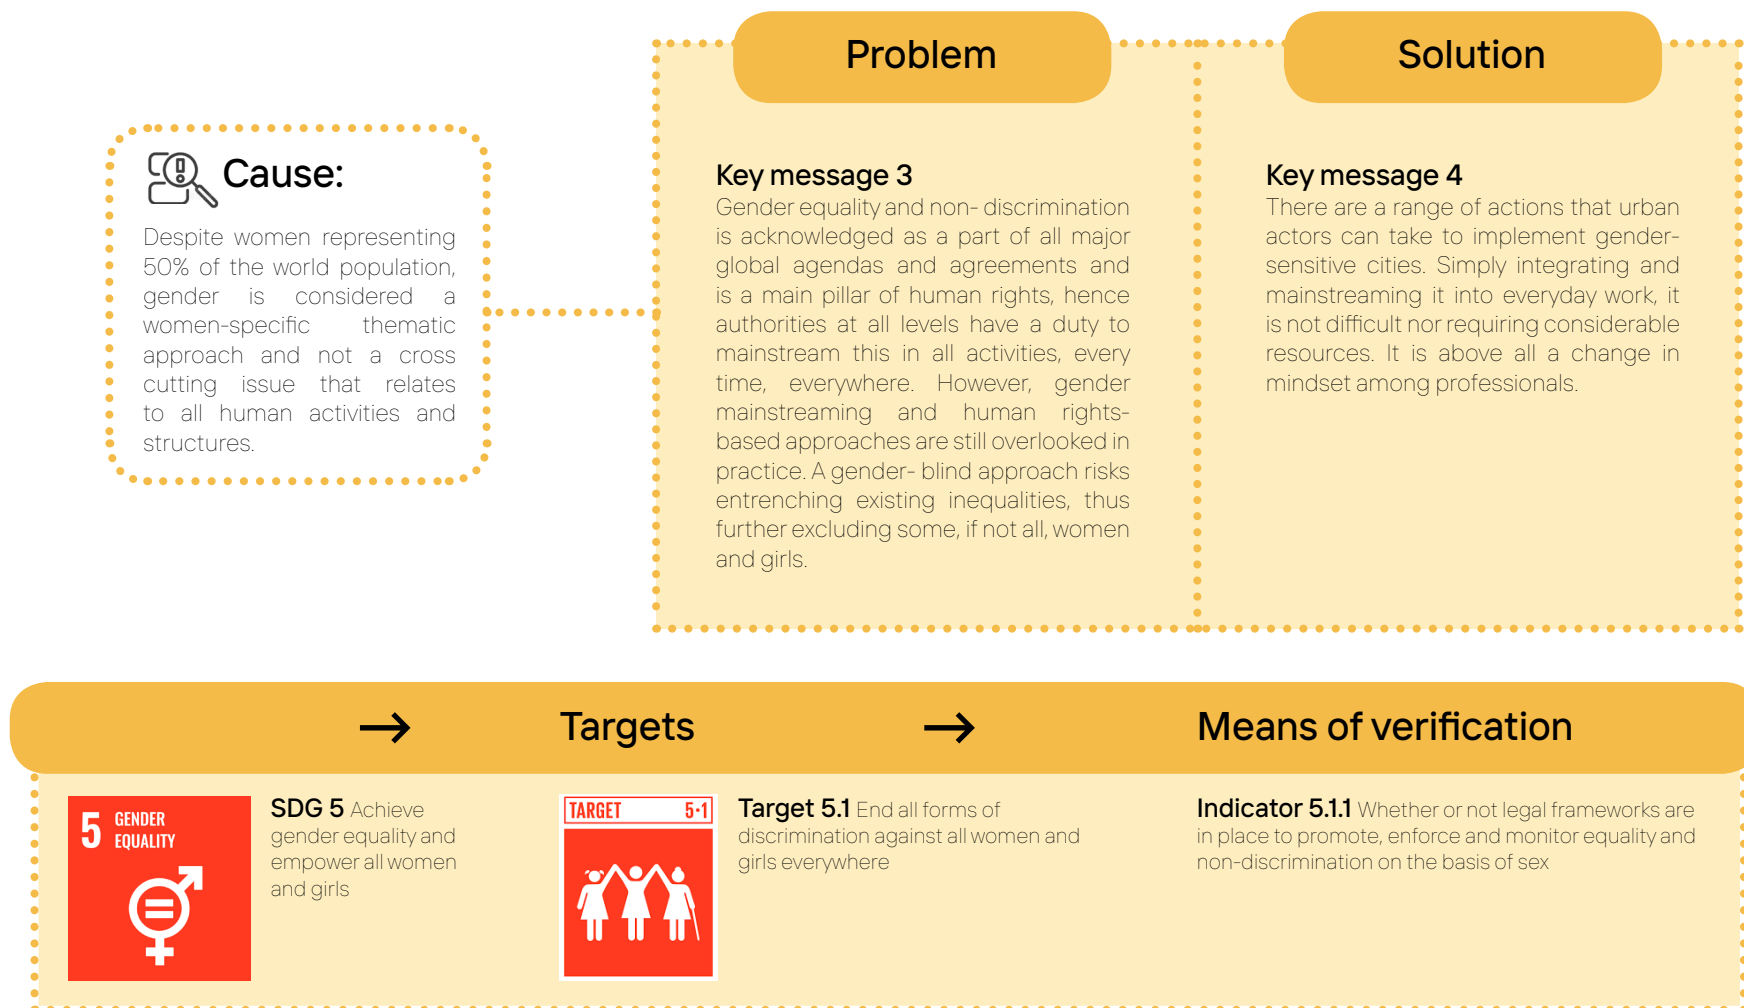 Problem
Solution
Cause:
Despite women representing
50% of the world population,
gender is considered a
women-specific thematic
approach and not a cross
cutting issue that relates
to all human activities and
structures.
Key message 3
Gender equality and non- discrimination
is acknowledged as a part of all major
global agendas and agreements and
is a main pillar of human rights, hence
authorities at all levels have a duty to
mainstream this in all activities, every
time, everywhere. However, gender
mainstreaming and human rights-
based approaches are still overlooked in
practice. A gender- blind approach risks
entrenching existing inequalities, thus
further excluding some, if not all, women
and girls.
Key message 4
There are a range of actions that urban
actors can take to implement gender-
sensitive cities. Simply integrating and
mainstreaming it into everyday work, it
is not difficult nor requiring considerable
resources. It is above all a change in
mindset among professionals.
→ Targets → Means of verification
5 GENDER
EQUALITY
SDG 5 Achieve
gender equality and
empower all women
and girls
TARGET 5·1
Target 5.1 End all forms of
discrimination against all women and
girls everywhere
Indicator 5.1.1 Whether or not legal frameworks are
in place to promote, enforce and monitor equality and
non-discrimination on the basis of sex